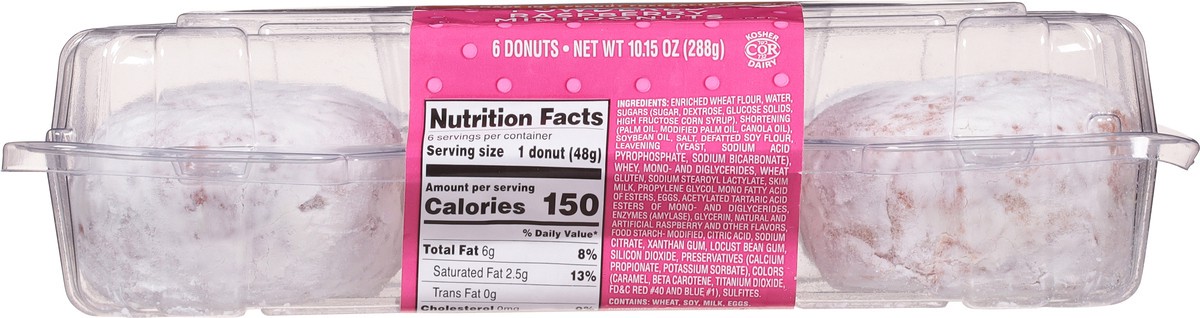 RASPBERRY
MINI DONUTS
6 DONUTS • NET WT 10.15 OZ (288g)
KOSHER
COR
DAIRY
Nutrition Facts
6 servings per container
Serving size 1 donut (48g)
Amount per serving
Calories 150
% Daily Value*
Total Fat 6g 8%
Saturated Fat 2.5g 13%
Trans Fat 0g
Cholesterol 0mg 0%
INGREDIENTS: ENRICHED WHEAT FLOUR, WATER,
SUGARS (SUGAR, DEXTROSE, GLUCOSE SOLIDS,
HIGH FRUCTOSE CORN SYRUP), SHORTENING
(PALM OIL, MODIFIED PALM OIL, CANOLA OIL),
SOYBEAN OIL, SALT, DEFATTED SOY FLOUR,
LEAVENING (YEAST, SODIUM ACID
PYROPHOSPHATE, SODIUM BICARBONATE),
WHEY, MONO- AND DIGLYCERIDES, WHEAT
GLUTEN, SODIUM STEAROYL LACTYLATE, SKIM
MILK, PROPYLENE GLYCOL MONO FATTY ACID
OF ESTERS, EGGS, ACETYLATED TARTARIC ACID
ESTERS OF MONO- AND DIGLYCERIDES,
ENZYMES (AMYLASE), GLYCERIN, NATURAL AND
ARTIFICIAL RASPBERRY AND OTHER FLAVORS,
FOOD STARCH- MODIFIED, CITRIC ACID, SODIUM
CITRATE, XANTHAN GUM, LOCUST BEAN GUM,
SILICON DIOXIDE, PRESERVATIVES (CALCIUM
PROPIONATE, POTASSIUM SORBATE), COLORS
(CARAMEL, BETA CAROTENE, TITANIUM DIOXIDE,
FD&C RED #40 AND BLUE #1), SULFITES.
CONTAINS: WHEAT, SOY, MILK, EGGS.